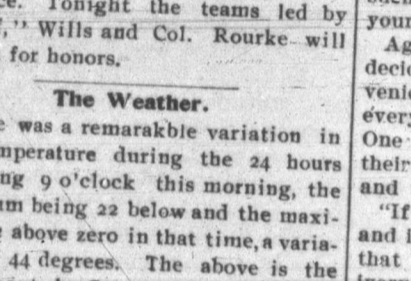 Tonight the teams led by
Wills and Col. Rourke will
for honors.
The Weather.
e was a remarakble variation in
mperature during the 24 hours
ng 9 o'clock this morning, the
um being 22 below and the maxi-
e above zero in that time, a varia-
44 degrees. The above is the
your
Ag
decid
venie
every
One
their
and
"If
and i
that